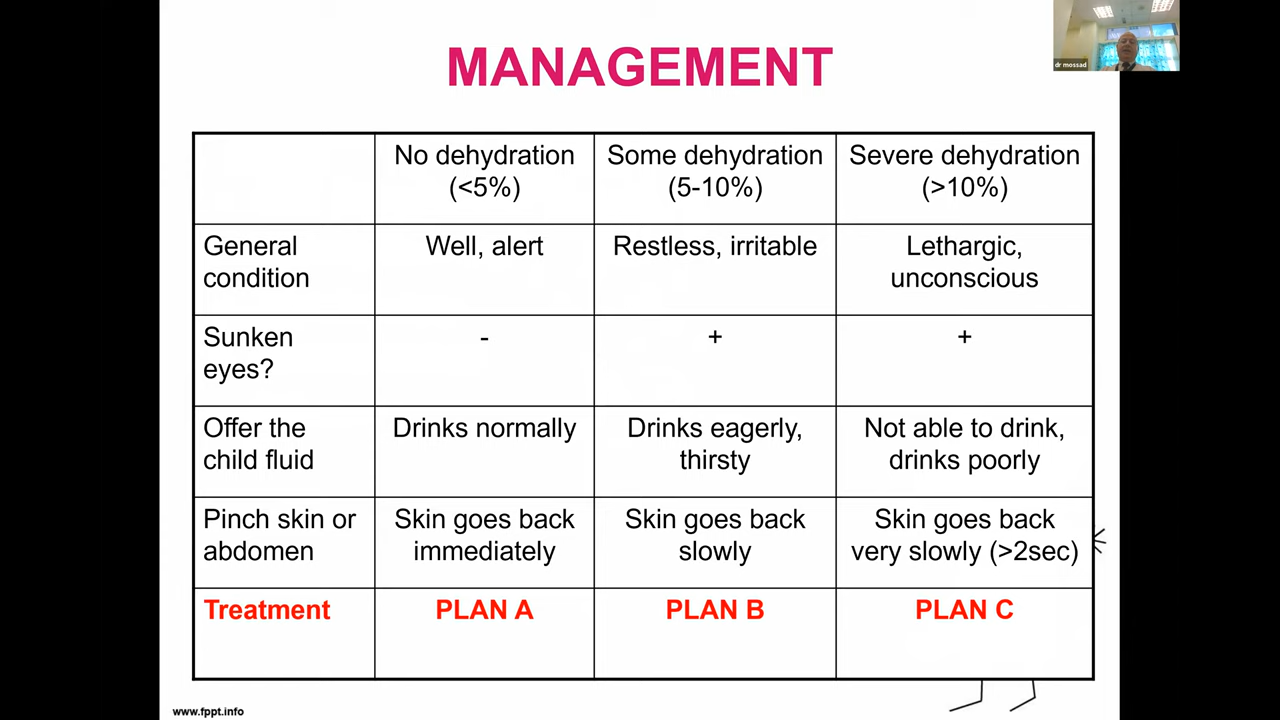 MANAGEMENT
dr mossad
No dehydration
(<5%)
Some dehydration
(5-10%)
Severe dehydration
(>10%)
General
condition
Well, alert
Restless, irritable
Lethargic,
unconscious
Sunken
eyes?
-
+
+
Offer the
child fluid
Drinks normally
Drinks eagerly,
thirsty
Not able to drink,
drinks poorly
Pinch skin or
abdomen
Skin goes back
immediately
Skin goes back
slowly
Skin goes back
very slowly (>2sec)
Treatment
PLAN A
PLAN B
PLAN C
www.fppt.info